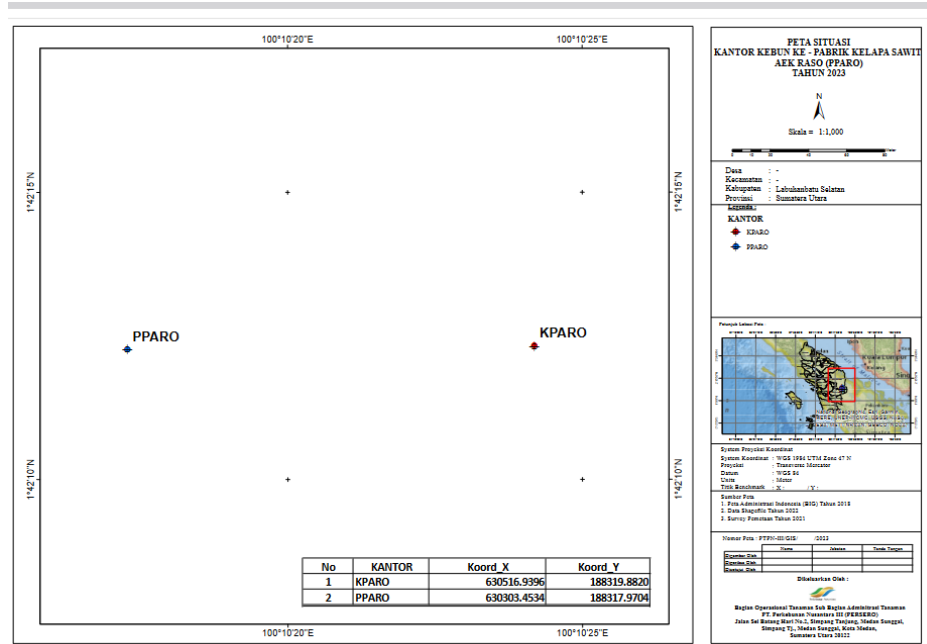 100°10'20"E
100°10'25"E
1°42'15"N
1°42'15"N
PPARO
KPARO
1°42'10"N
1°42'10"N
No KANTOR Koord_X Koord_Y
1 KPARO 630516.9396 188319.8820
2 PPARO 630303.4534 188317.9704
100°10'20"E
100°10'25"E
PETA SITUASI
KANTOR KEBUN KE - PABRIK KELAPA SAWIT
AEK RASO (PPARO)
TAHUN 2023
N
Skala = 1:1,000
Desa : -
Kecamatan : -
Kabupaten : Labukanbatu Selatan
Provinsi : Sumatera Utara
Legenda :
KANTOR
KPARO
PPARO
Petunjuk Lokasi Peta
System Proyeksi Koordinat
System Koordinat : WGS 1984 UTM Zone 47 N
Proyeksi : Transverse Mercator
Datum : WGS 84
Units : Meter
Titik Benchmark : X : / Y :
Sumber Peta
1. Peta Administrasi Indonesia (BIG) Tahun 2018
2. Data Shapefile Tahun 2022
3. Survey Pemetaan Tahun 2021
Nomor Peta : PTPN-III/GIS/ /2023
Nama Jabatan Tanda Tangan
Digambar Oleh
Diperiksa Oleh
Disetujui Oleh
Dikeluarkan Oleh :
Bagian Operasional Tanaman Sub Bagian Administrasi Tanaman
PT. Perkebunan Nusantara III (PERSERO)
Jalan Sei Batang Hari No.2, Simpang Tanjung, Medan Sunggal,
Simpang Tj., Medan Sunggal, Kota Medan,
Sumatera Utara 20122